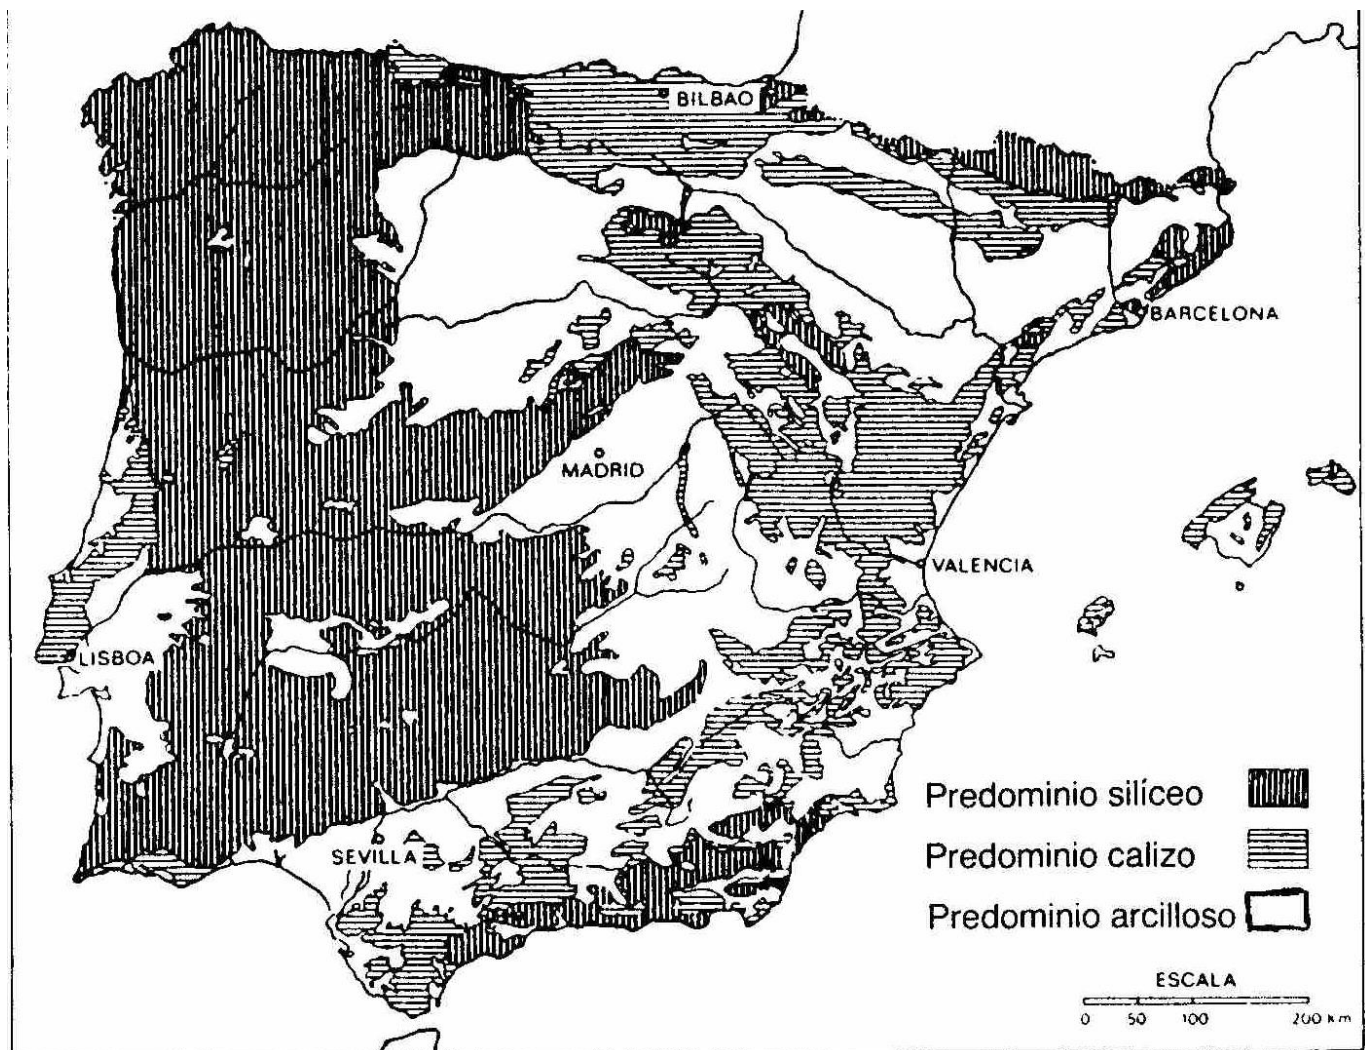 BILBAO
BARCELONA
MADRID
VALENCIA
LISBOA
SEVILLA
Predominio silíceo
Predominio calizo
Predominio arcilloso
ESCALA
0 50 100 200 km